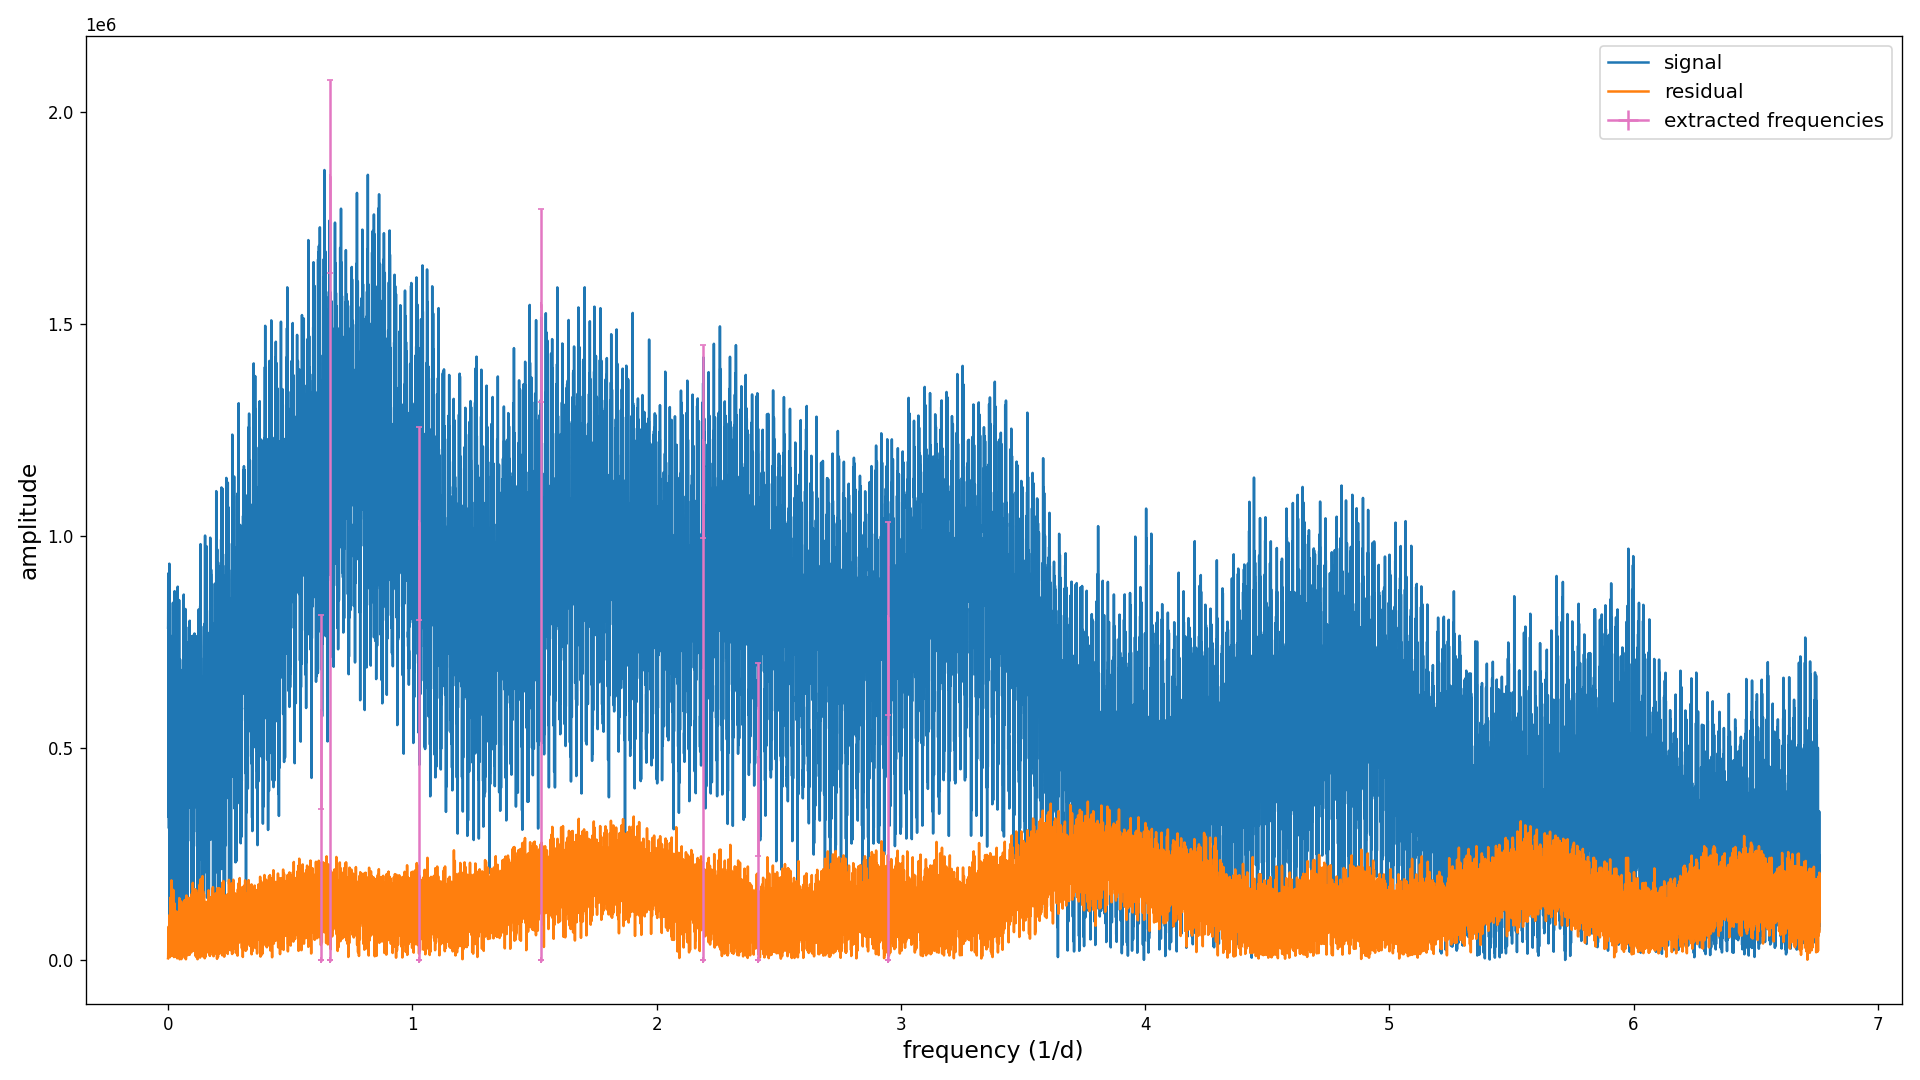 1e6
signal
residual
extracted frequencies
2.0
1.5
1.0
0.5
0.0
amplitude
0 1 2 3 4 5 6 7
frequency (1/d)